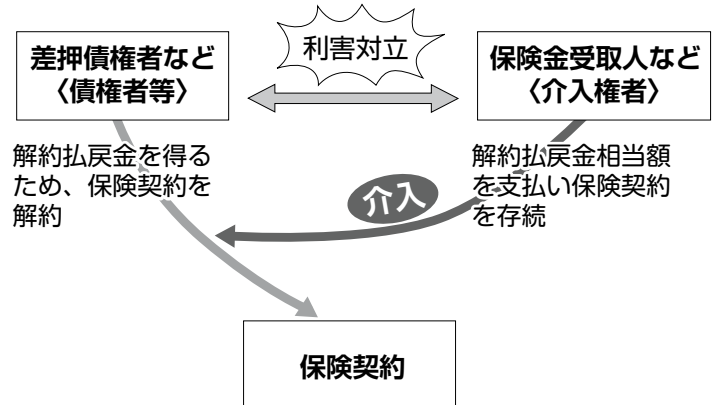 差押債権者など
〈債権者等〉
利害対立
保険金受取人など
〈介入権者〉
解約払戻金を得る
ため、保険契約を
解約
解約払戻金相当額
を支払い保険契約
を存続
介入
保険契約